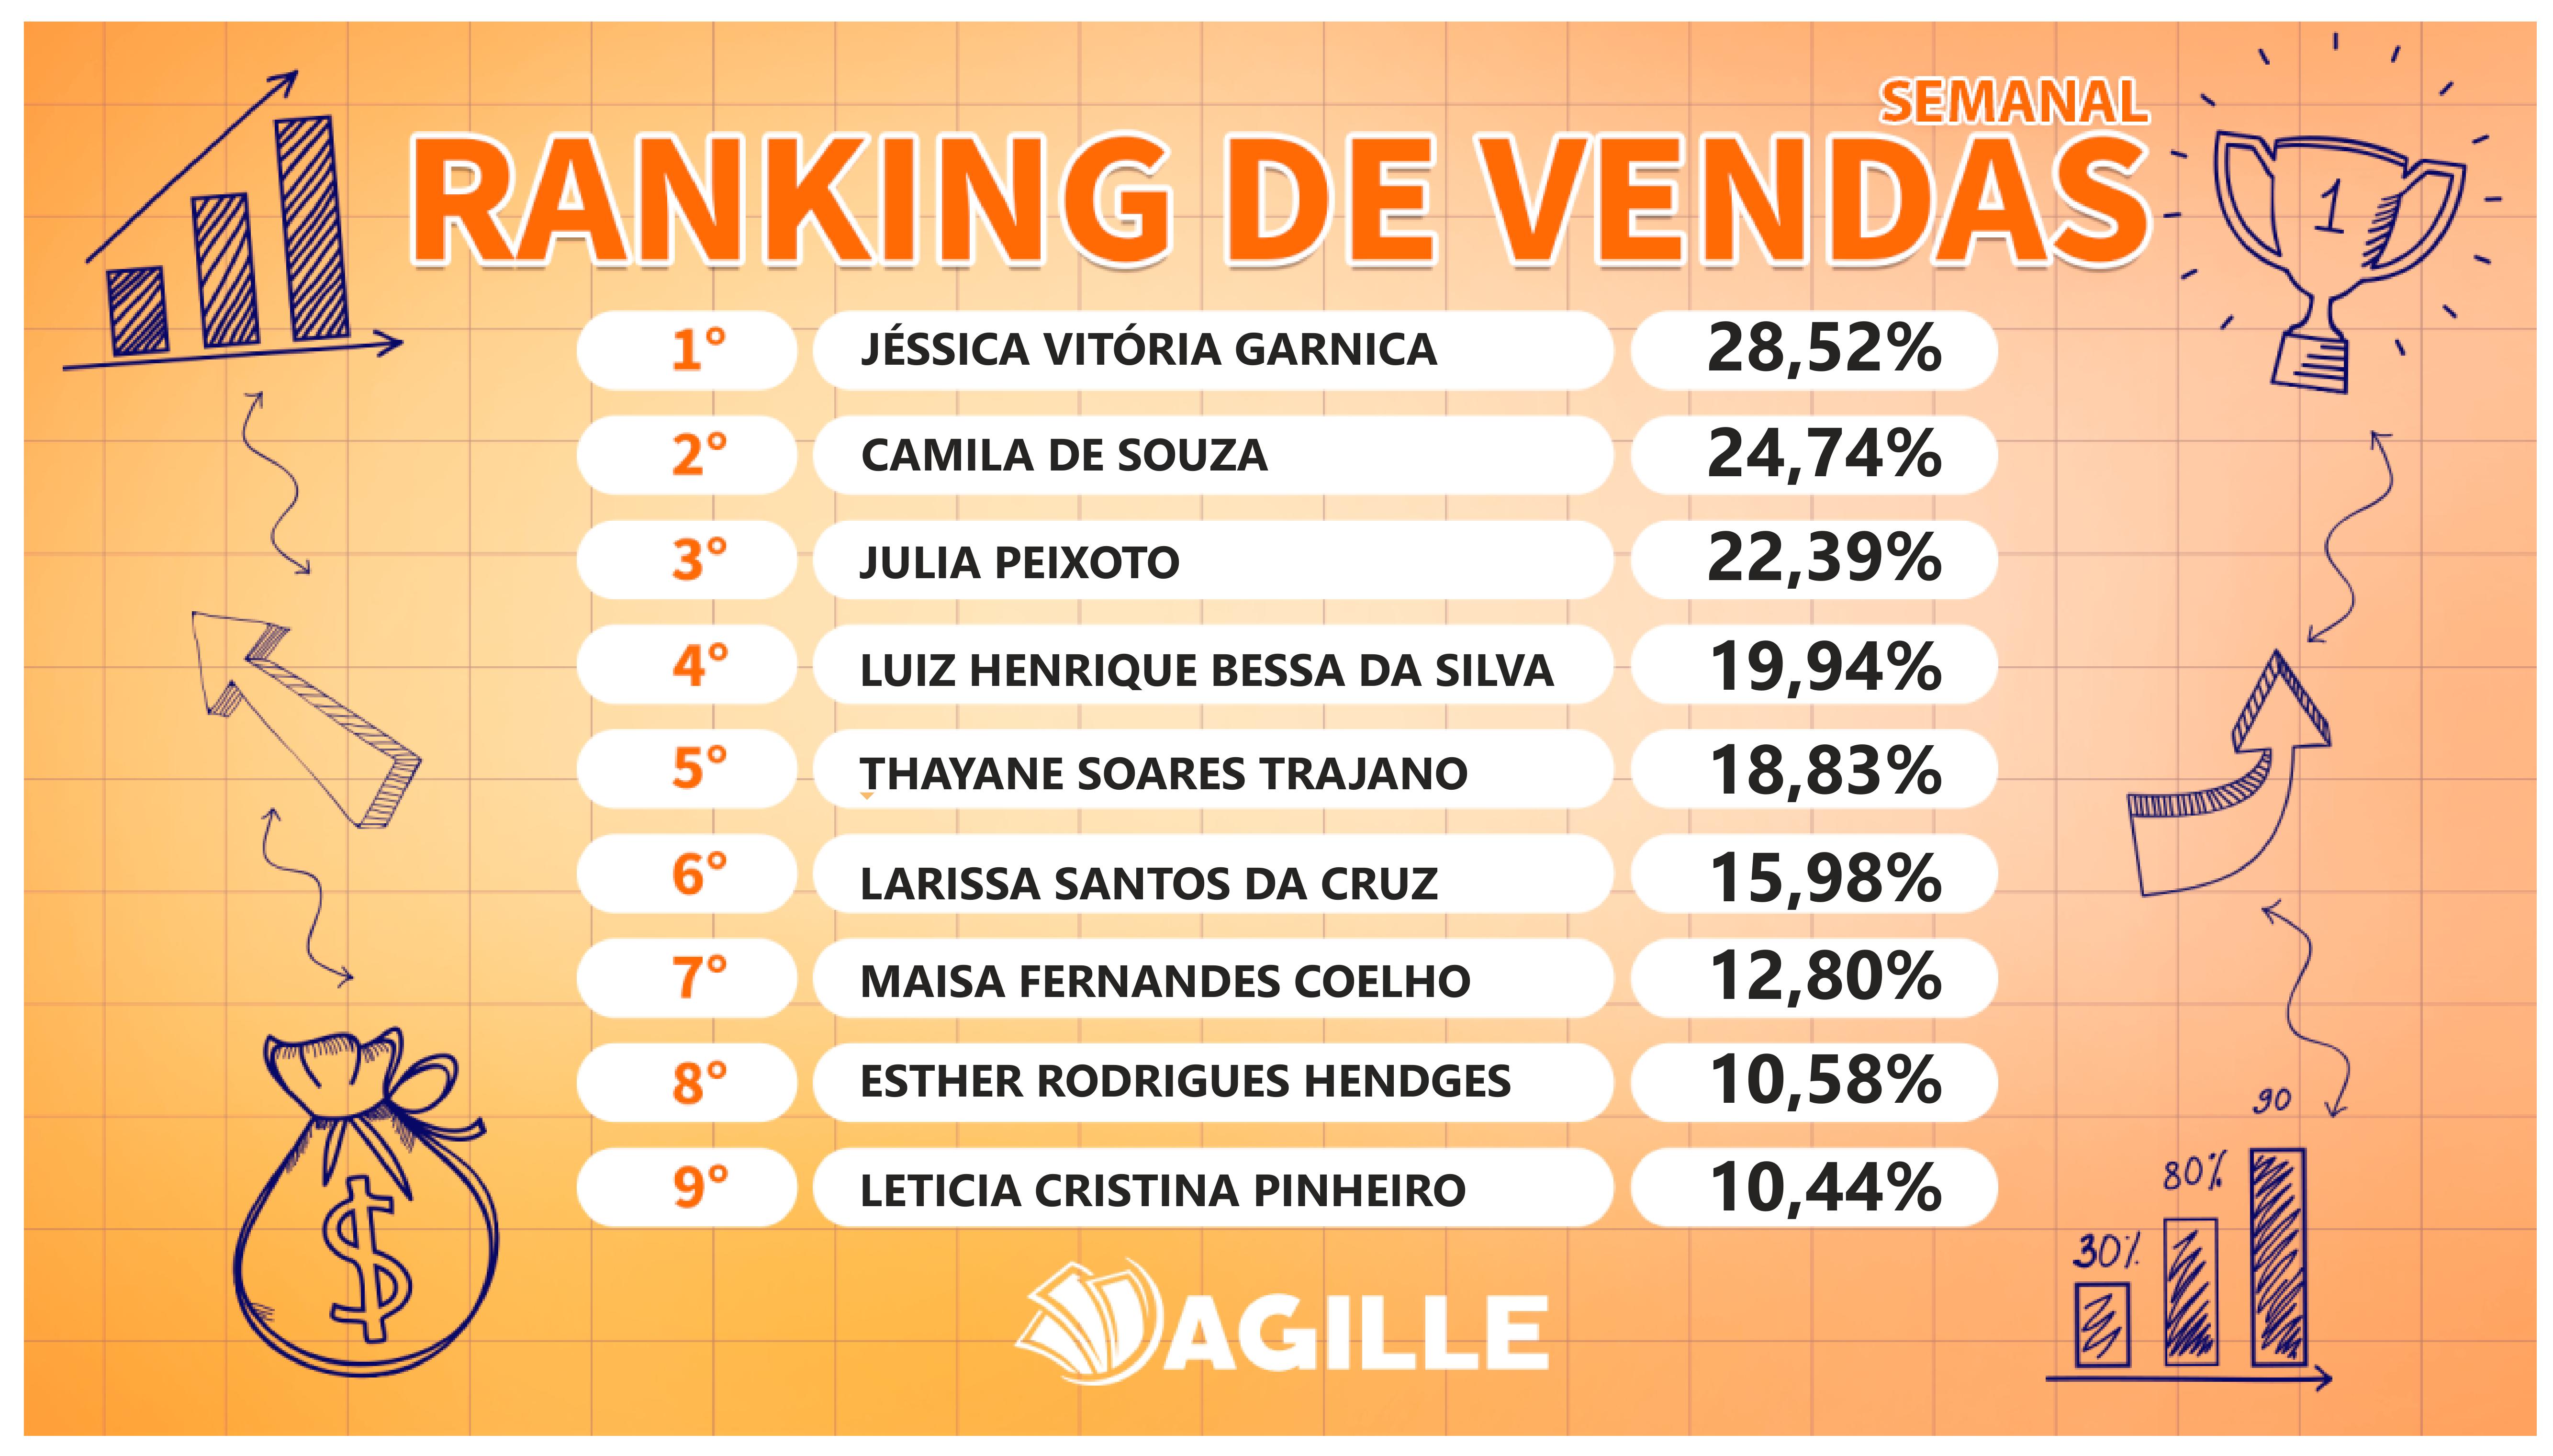 SEMANAL
RANKING DE VENDAS
1
1° JÉSSICA VITÓRIA GARNICA 28,52%
2° CAMILA DE SOUZA 24,74%
3° JULIA PEIXOTO 22,39%
4° LUIZ HENRIQUE BESSA DA SILVA 19,94%
5° THAYANE SOARES TRAJANO 18,83%
6° LARISSA SANTOS DA CRUZ 15,98%
7° MAISA FERNANDES COELHO 12,80%
8° ESTHER RODRIGUES HENDGES 10,58%
9° LETICIA CRISTINA PINHEIRO 10,44%
$
30% 80% 90
AGILLE